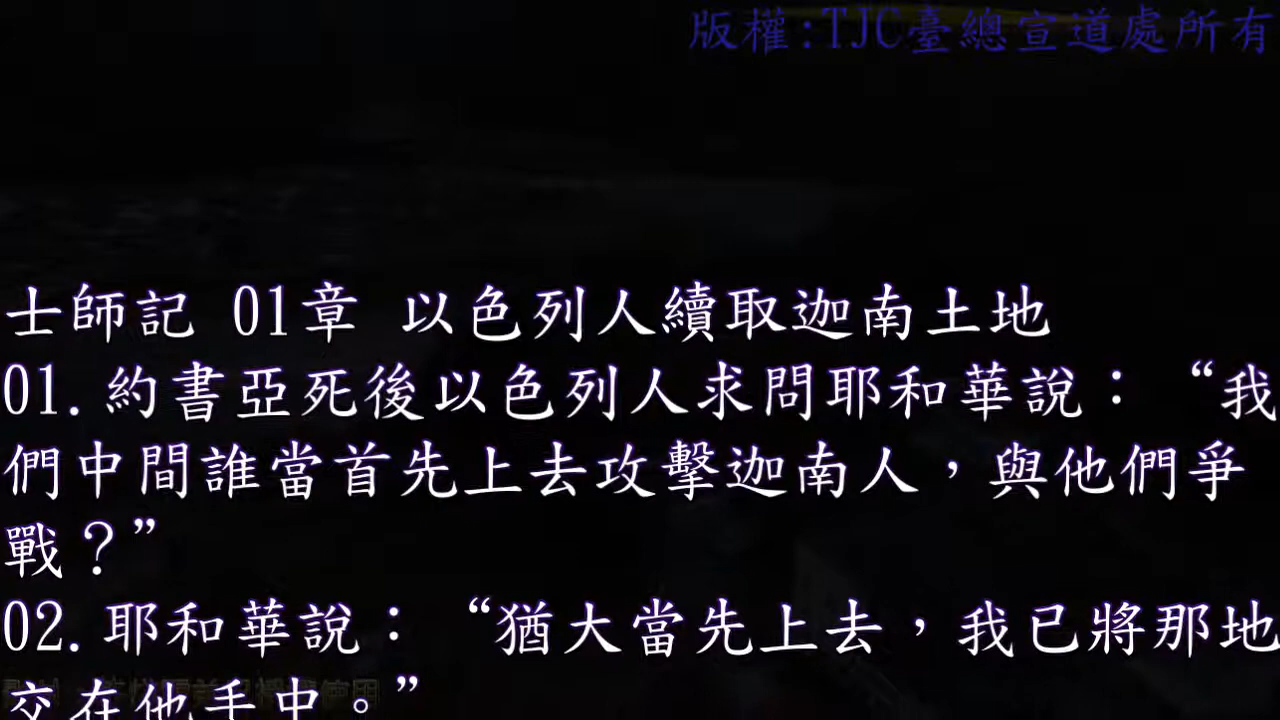 版權:TJC臺總宣道處所有
士師記 01章 以色列人續取迦南土地
01.約書亞死後以色列人求問耶和華說：“我
們中間誰當首先上去攻擊迦南人，與他們爭
戰？”
02.耶和華說：“猶大當先上去，我已將那地
交在他手中。”